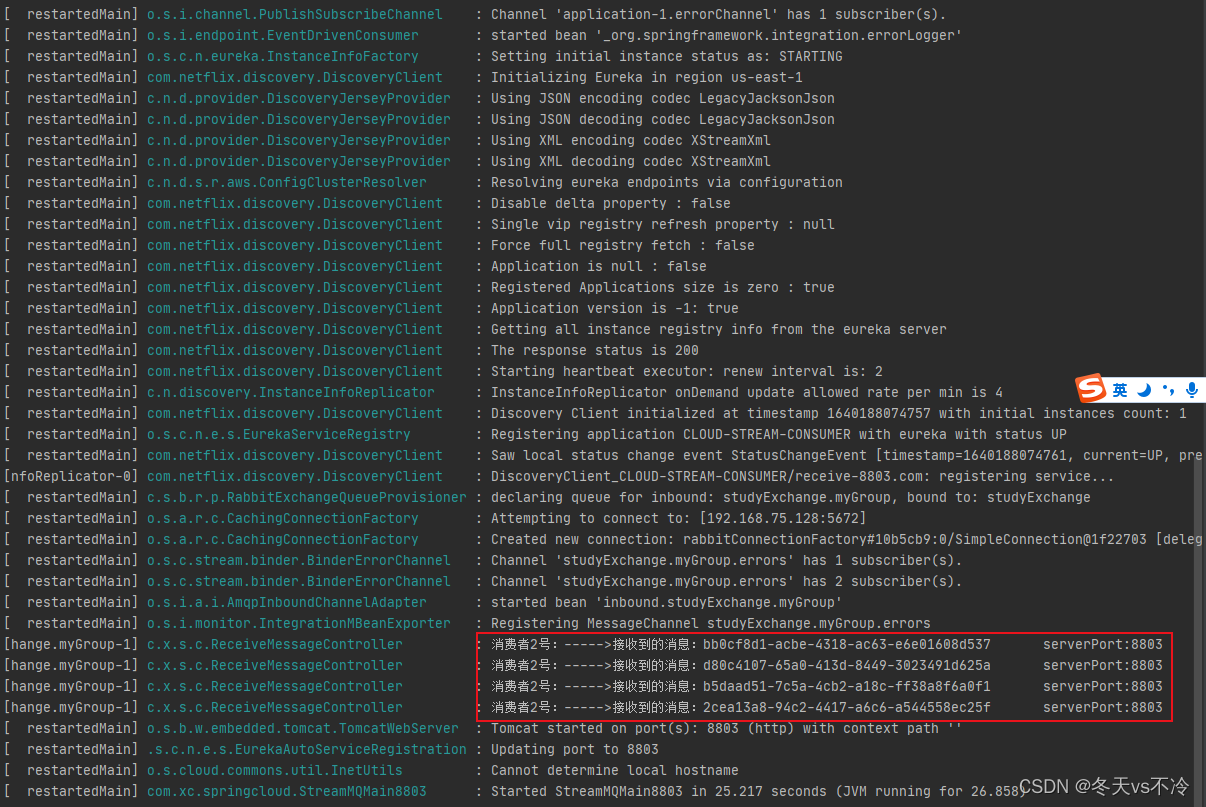 [  restartedMain] o.s.i.channel.PublishSubscribeChannel    : Channel 'application-1.errorChannel' has 1 subscriber(s).
[  restartedMain] o.s.i.endpoint.EventDrivenConsumer       : started bean '_org.springframework.integration.errorLogger'
[  restartedMain] o.s.c.n.eureka.InstanceInfoFactory       : Setting initial instance status as: STARTING
[  restartedMain] com.netflix.discovery.DiscoveryClient    : Initializing Eureka in region us-east-1
[  restartedMain] c.n.d.provider.DiscoveryJerseyProvider   : Using JSON encoding codec LegacyJacksonJson
[  restartedMain] c.n.d.provider.DiscoveryJerseyProvider   : Using JSON decoding codec LegacyJacksonJson
[  restartedMain] c.n.d.provider.DiscoveryJerseyProvider   : Using XML encoding codec XStreamXml
[  restartedMain] c.n.d.provider.DiscoveryJerseyProvider   : Using XML decoding codec XStreamXml
[  restartedMain] c.n.d.s.r.aws.ConfigClusterResolver      : Resolving eureka endpoints via configuration
[  restartedMain] com.netflix.discovery.DiscoveryClient    : Disable delta property : false
[  restartedMain] com.netflix.discovery.DiscoveryClient    : Single vip registry refresh property : null
[  restartedMain] com.netflix.discovery.DiscoveryClient    : Force full registry fetch : false
[  restartedMain] com.netflix.discovery.DiscoveryClient    : Application is null : false
[  restartedMain] com.netflix.discovery.DiscoveryClient    : Registered Applications size is zero : true
[  restartedMain] com.netflix.discovery.DiscoveryClient    : Application version is -1: true
[  restartedMain] com.netflix.discovery.DiscoveryClient    : Getting all instance registry info from the eureka server
[  restartedMain] com.netflix.discovery.DiscoveryClient    : The response status is 200
[  restartedMain] com.netflix.discovery.DiscoveryClient    : Starting heartbeat executor: renew interval is: 2
[  restartedMain] c.n.discovery.InstanceInfoReplicator     : InstanceInfoReplicator onDemand update allowed rate per min is 4
英
[  restartedMain] com.netflix.discovery.DiscoveryClient    : Discovery Client initialized at timestamp 1640188074757 with initial instances count: 1
[  restartedMain] o.s.c.n.e.s.EurekaServiceRegistry        : Registering application CLOUD-STREAM-CONSUMER with eureka with status UP
[  restartedMain] com.netflix.discovery.DiscoveryClient    : Saw local status change event StatusChangeEvent [timestamp=1640188074761, current=UP, pre
[nfoReplicator-0] com.netflix.discovery.DiscoveryClient    : DiscoveryClient_CLOUD-STREAM-CONSUMER/receive-8803.com: registering service...
[  restartedMain] c.s.b.r.p.RabbitExchangeQueueProvisioner : declaring queue for inbound: studyExchange.myGroup, bound to: studyExchange
[  restartedMain] o.s.a.r.c.CachingConnectionFactory       : Attempting to connect to: [192.168.75.128:5672]
[  restartedMain] o.s.a.r.c.CachingConnectionFactory       : Created new connection: rabbitConnectionFactory#10b5cb9:0/SimpleConnection@1f22703 [deleg
[  restartedMain] o.s.c.stream.binder.BinderErrorChannel   : Channel 'studyExchange.myGroup.errors' has 1 subscriber(s).
[  restartedMain] o.s.c.stream.binder.BinderErrorChannel   : Channel 'studyExchange.myGroup.errors' has 2 subscriber(s).
[  restartedMain] o.s.i.a.i.AmqpInboundChannelAdapter      : started bean 'inbound.studyExchange.myGroup'
[  restartedMain] o.s.i.monitor.IntegrationMBeanExporter   : Registering MessageChannel studyExchange.myGroup.errors
[hange.myGroup-1] c.x.s.c.ReceiveMessageController         : 消费者2号：----->接收到的消息：bb0cf8d1-acbe-4318-ac63-e6e01608d537      serverPort:8803
[hange.myGroup-1] c.x.s.c.ReceiveMessageController         : 消费者2号：----->接收到的消息：d80c4107-65a0-413d-8449-3023491d625a      serverPort:8803
[hange.myGroup-1] c.x.s.c.ReceiveMessageController         : 消费者2号：----->接收到的消息：b5daad51-7c5a-4cb2-a18c-ff38a8f6a0f1      serverPort:8803
[hange.myGroup-1] c.x.s.c.ReceiveMessageController         : 消费者2号：----->接收到的消息：2cea13a8-94c2-4417-a6c6-a544558ec25f      serverPort:8803
[  restartedMain] o.s.b.w.embedded.tomcat.TomcatWebServer  : Tomcat started on port(s): 8803 (http) with context path ''
[  restartedMain] .s.c.n.e.s.EurekaAutoServiceRegistration : Updating port to 8803
[  restartedMain] o.s.cloud.commons.util.InetUtils         : Cannot determine local hostname
[  restartedMain] com.xc.springcloud.StreamMQMain8803      : Started StreamMQMain8803 in 25.217 seconds (JVM running for 26.858)
CSDN @冬天vs不冷